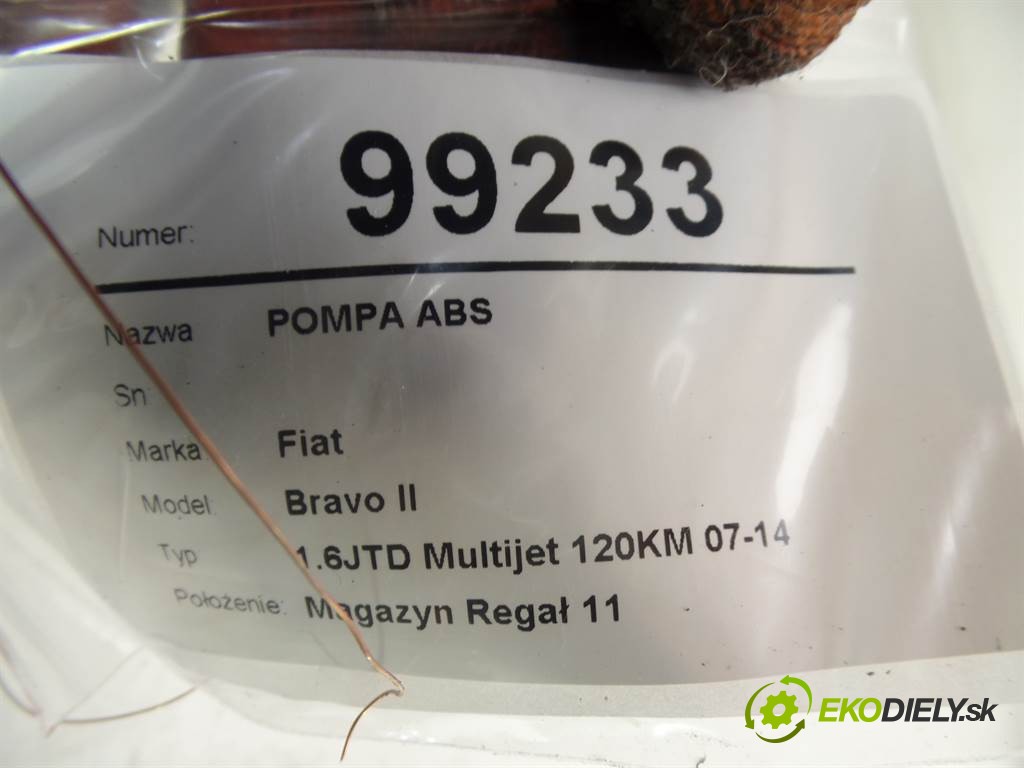 Numer: 99233
Nazwa POMPA ABS
Sn:
Marka: Fiat
Model: Bravo II
Typ 1.6JTD Multijet 120KM 07-14
Położenie: Magazyn Regał 11
EKODIELY.sk